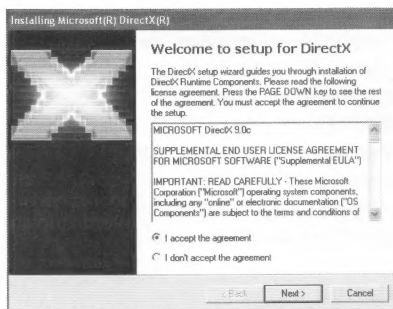 Installing Microsoft(R) DirectX(R)
Welcome to setup for DirectX
The DirectX setup wizard guides you through installation of
DirectX Runtime Components. Please read the following
license agreement. Press the PAGE DOWN key to see the rest
of the agreement. You must accept the agreement to continue
the setup.
MICROSOFT DirectX 9.0c
SUPPLEMENTAL END USER LICENSE AGREEMENT
FOR MICROSOFT SOFTWARE ("Supplemental EULA")
IMPORTANT: READ CAREFULLY - These Microsoft
Corporation ("Microsoft") operating system components,
including any "online" or electronic documentation ("OS
Components") are subject to the terms and conditions of
I accept the agreement
I don't accept the agreement
< Back
Next >
Cancel